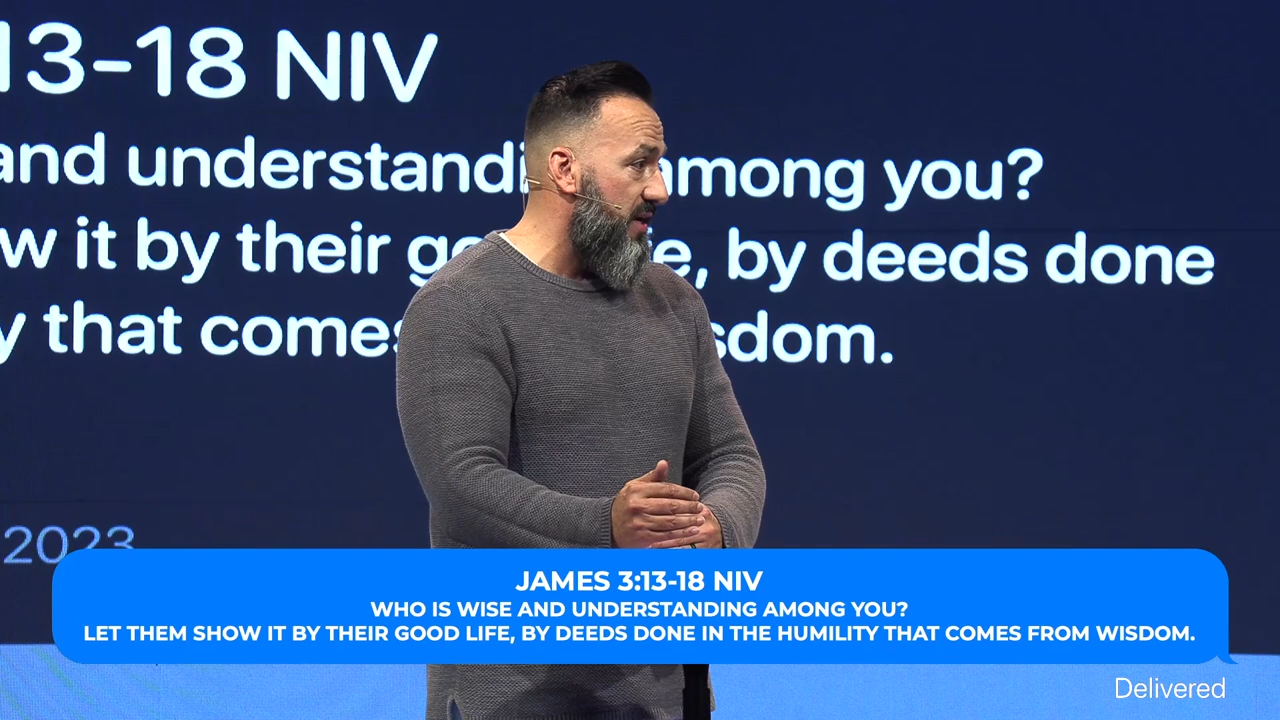 13-18 NIV
and understandi among you?
w it by their go e, by deeds done
y that comes sdom.
2023
JAMES 3:13-18 NIV
WHO IS WISE AND UNDERSTANDING AMONG YOU?
LET THEM SHOW IT BY THEIR GOOD LIFE, BY DEEDS DONE IN THE HUMILITY THAT COMES FROM WISDOM.
Delivered